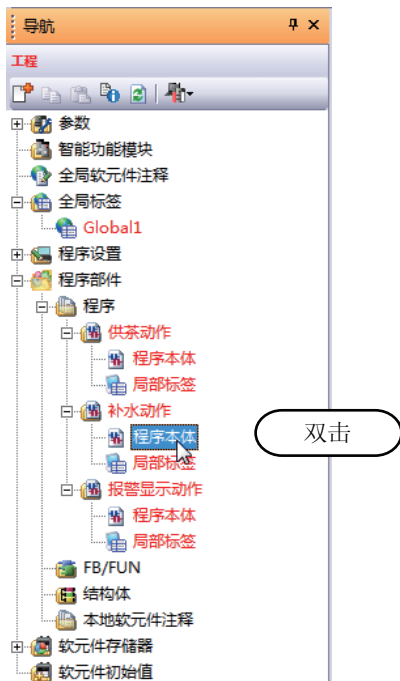 导航
工程
参数
智能功能模块
全局软元件注释
全局标签
Global1
程序设置
程序部件
程序
供茶动作
程序本体
局部标签
补水动作
程序本体
双击
局部标签
报警显示动作
程序本体
局部标签
FB/FUN
结构体
本地软元件注释
软元件存储器
软元件初始值